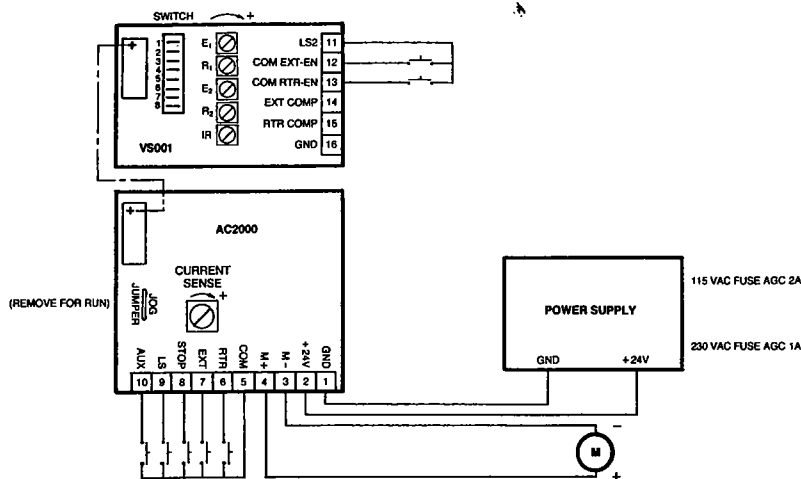 SWITCH +
+
1
2
3
4
5
6
7
8
E1
R1
E2
R2
IR
VS001
LS2 11
COM EXT-EN 12
COM RTR-EN 13
EXT COMP 14
RTR COMP 15
GND 16
+
AC2000
CURRENT
SENSE
+
(REMOVE FOR RUN)
JOG
JUMPER
AUX LS STOP EXT RTR COM M+ M- +24V GND
10 9 8 7 6 5 4 3 2 1
POWER SUPPLY
GND +24V
115 VAC FUSE AGC 2A
230 VAC FUSE AGC 1A
−
M
+